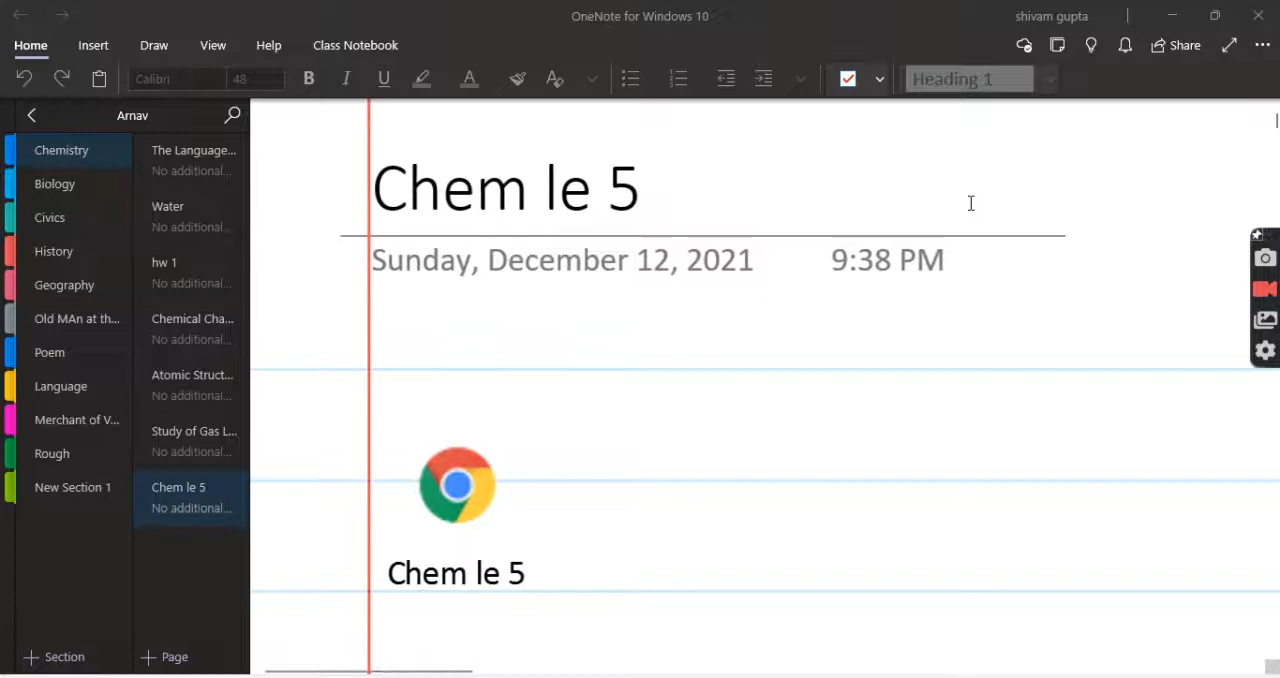 OneNote for Windows 10
shivam gupta
Home
Insert
Draw
View
Help
Class Notebook
Share
Calibri
48
B
I
U
A
A
Heading 1
Arnav
Chemistry
Biology
Civics
History
Geography
Old MAn at th...
Poem
Language
Merchant of V...
Rough
New Section 1
The Language...
No additional...
Water
No additional...
hw 1
No additional...
Chemical Cha...
No additional...
Atomic Struct...
No additional...
Study of Gas L...
No additional...
Chem le 5
No additional...
Section
Page
Chem le 5
Sunday, December 12, 2021
9:38 PM
Chem le 5